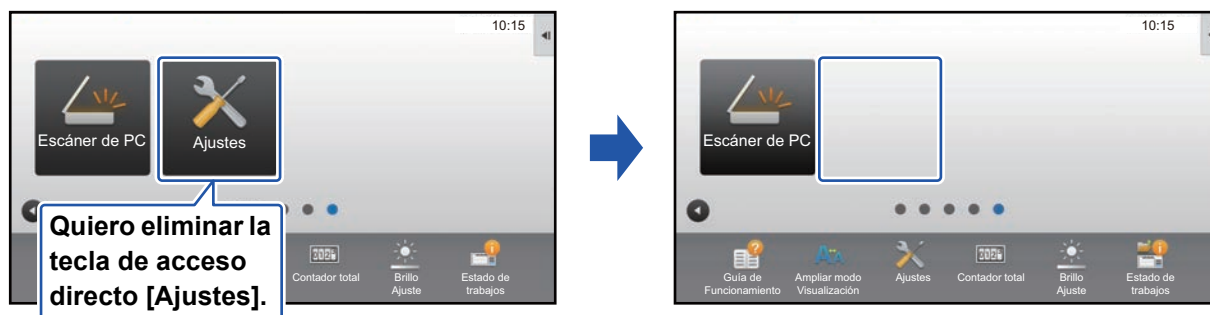 10:15
Escáner de PC
Ajustes
Quiero eliminar la
tecla de acceso
directo [Ajustes].
Contador total
Brillo
Ajuste
Estado de
trabajos
10:15
Escáner de PC
Guía de
Funcionamiento
Ampliar modo
Visualización
Ajustes
Contador total
Brillo
Ajuste
Estado de
trabajos